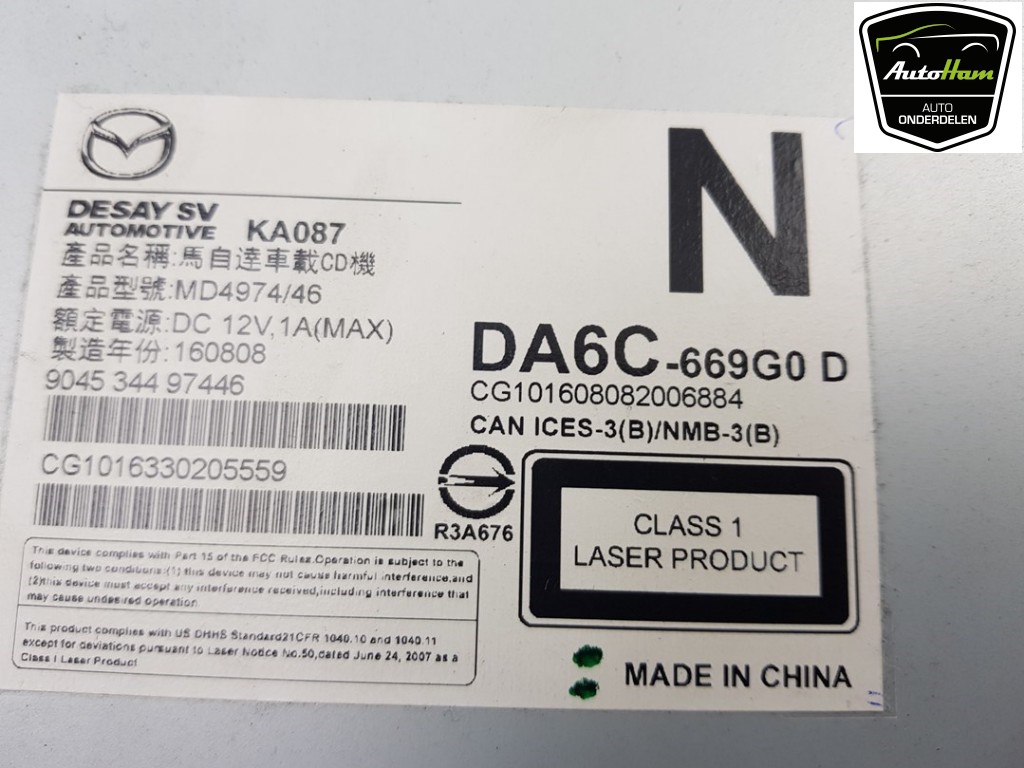 AutoHam
AUTO
ONDERDELEN
N
DESAY SV
AUTOMOTIVE KA087
產品名稱:馬自達車載CD機
產品型號:MD4974/46
額定電源:DC 12V,1A(MAX)
製造年份:160808
9045 344 97446
CG1016330205559
DA6C-669G0 D
CG101608082006884
CAN ICES-3(B)/NMB-3(B)
R3A676
CLASS 1
LASER PRODUCT
This device complies with Part 15 of the FCC Rules.Operation is subject to the
following two conditions:(1) this device may not cause harmful interference,and
(2)this device must accept any interference received,including interference that
may cause undesired operation.
This product complies with US DHHS Standard21CFR 1040.10 and 1040.11
except for deviations pursuant to Laser Notice No.50,dated June 24, 2007 as a
Class I Laser Product
MADE IN CHINA